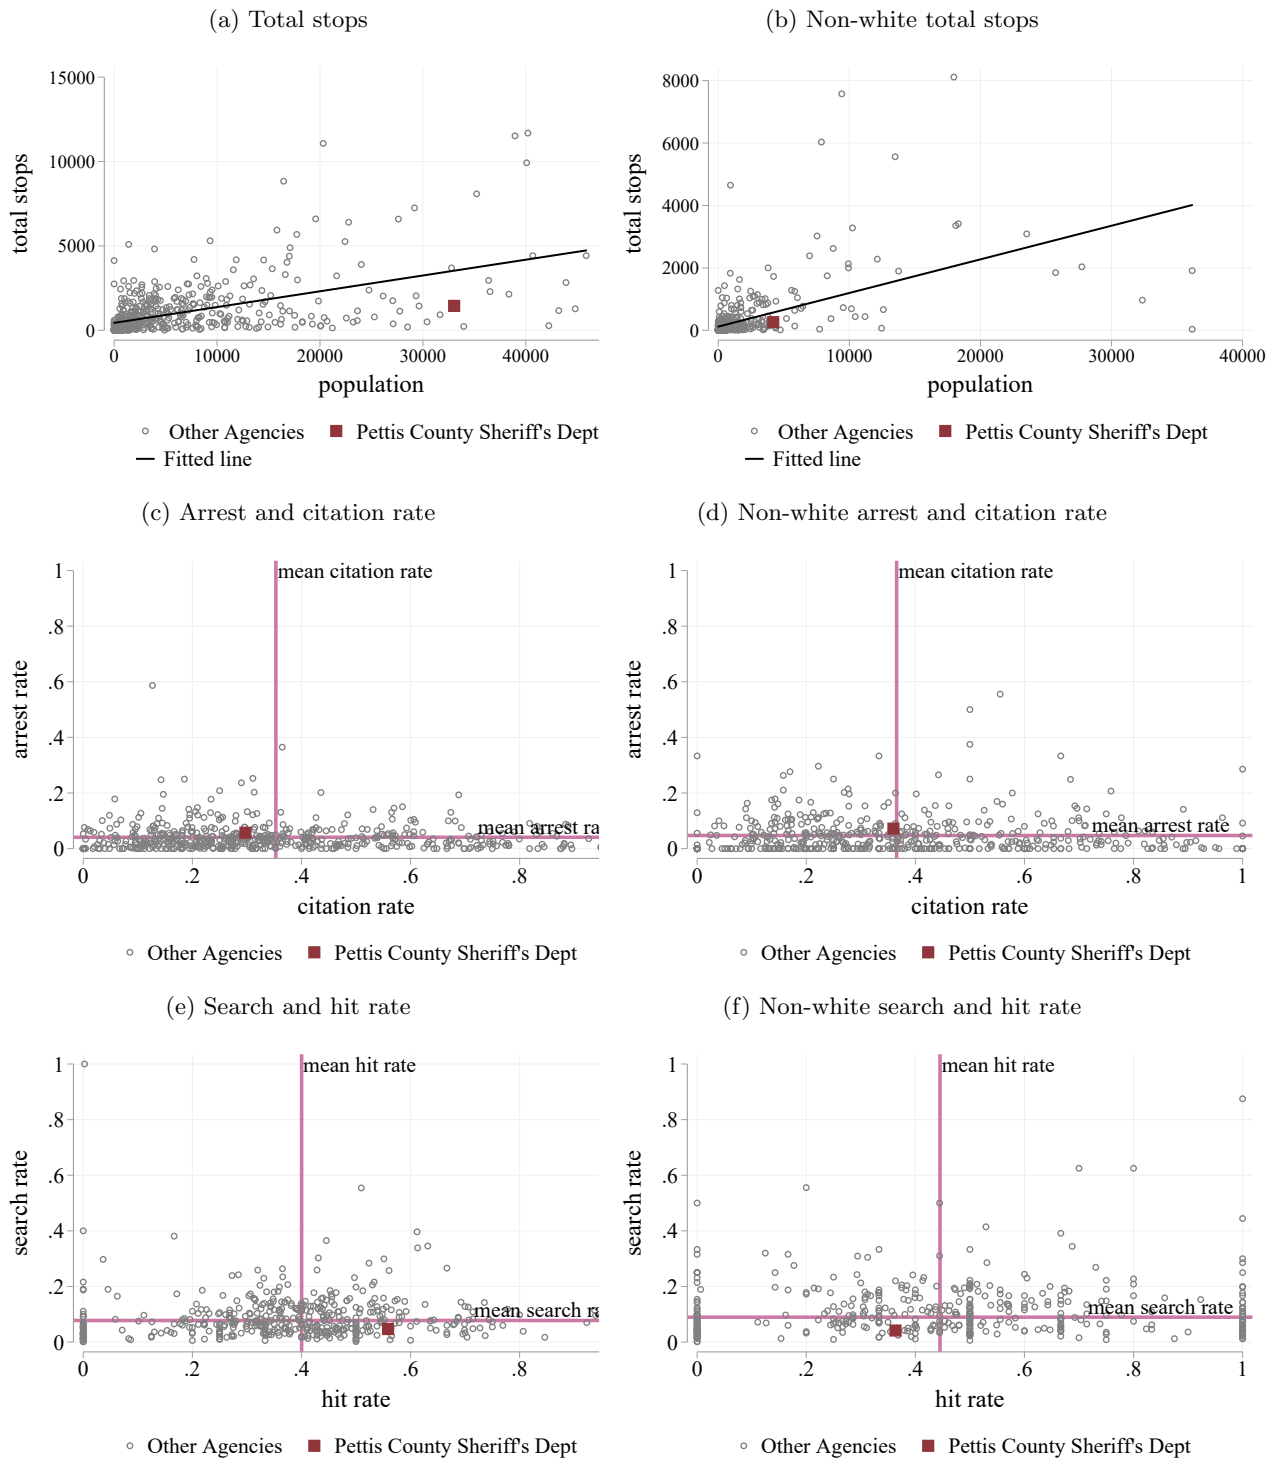 (a) Total stops
(b) Non-white total stops
total stops
15000
10000
5000
0
0 10000 20000 30000 40000
population
Other Agencies Pettis County Sheriff's Dept
Fitted line
total stops
8000
6000
4000
2000
0
0 10000 20000 30000 40000
population
Other Agencies Pettis County Sheriff's Dept
Fitted line
(c) Arrest and citation rate
(d) Non-white arrest and citation rate
arrest rate
1
.8
.6
.4
.2
0
mean citation rate
mean arrest ra
0 .2 .4 .6 .8
citation rate
Other Agencies Pettis County Sheriff's Dept
arrest rate
1
.8
.6
.4
.2
0
mean citation rate
mean arrest rate
0 .2 .4 .6 .8 1
citation rate
Other Agencies Pettis County Sheriff's Dept
(e) Search and hit rate
(f) Non-white search and hit rate
search rate
1
.8
.6
.4
.2
0
mean hit rate
mean search ra
0 .2 .4 .6 .8
hit rate
Other Agencies Pettis County Sheriff's Dept
search rate
1
.8
.6
.4
.2
0
mean hit rate
mean search rate
0 .2 .4 .6 .8 1
hit rate
Other Agencies Pettis County Sheriff's Dept